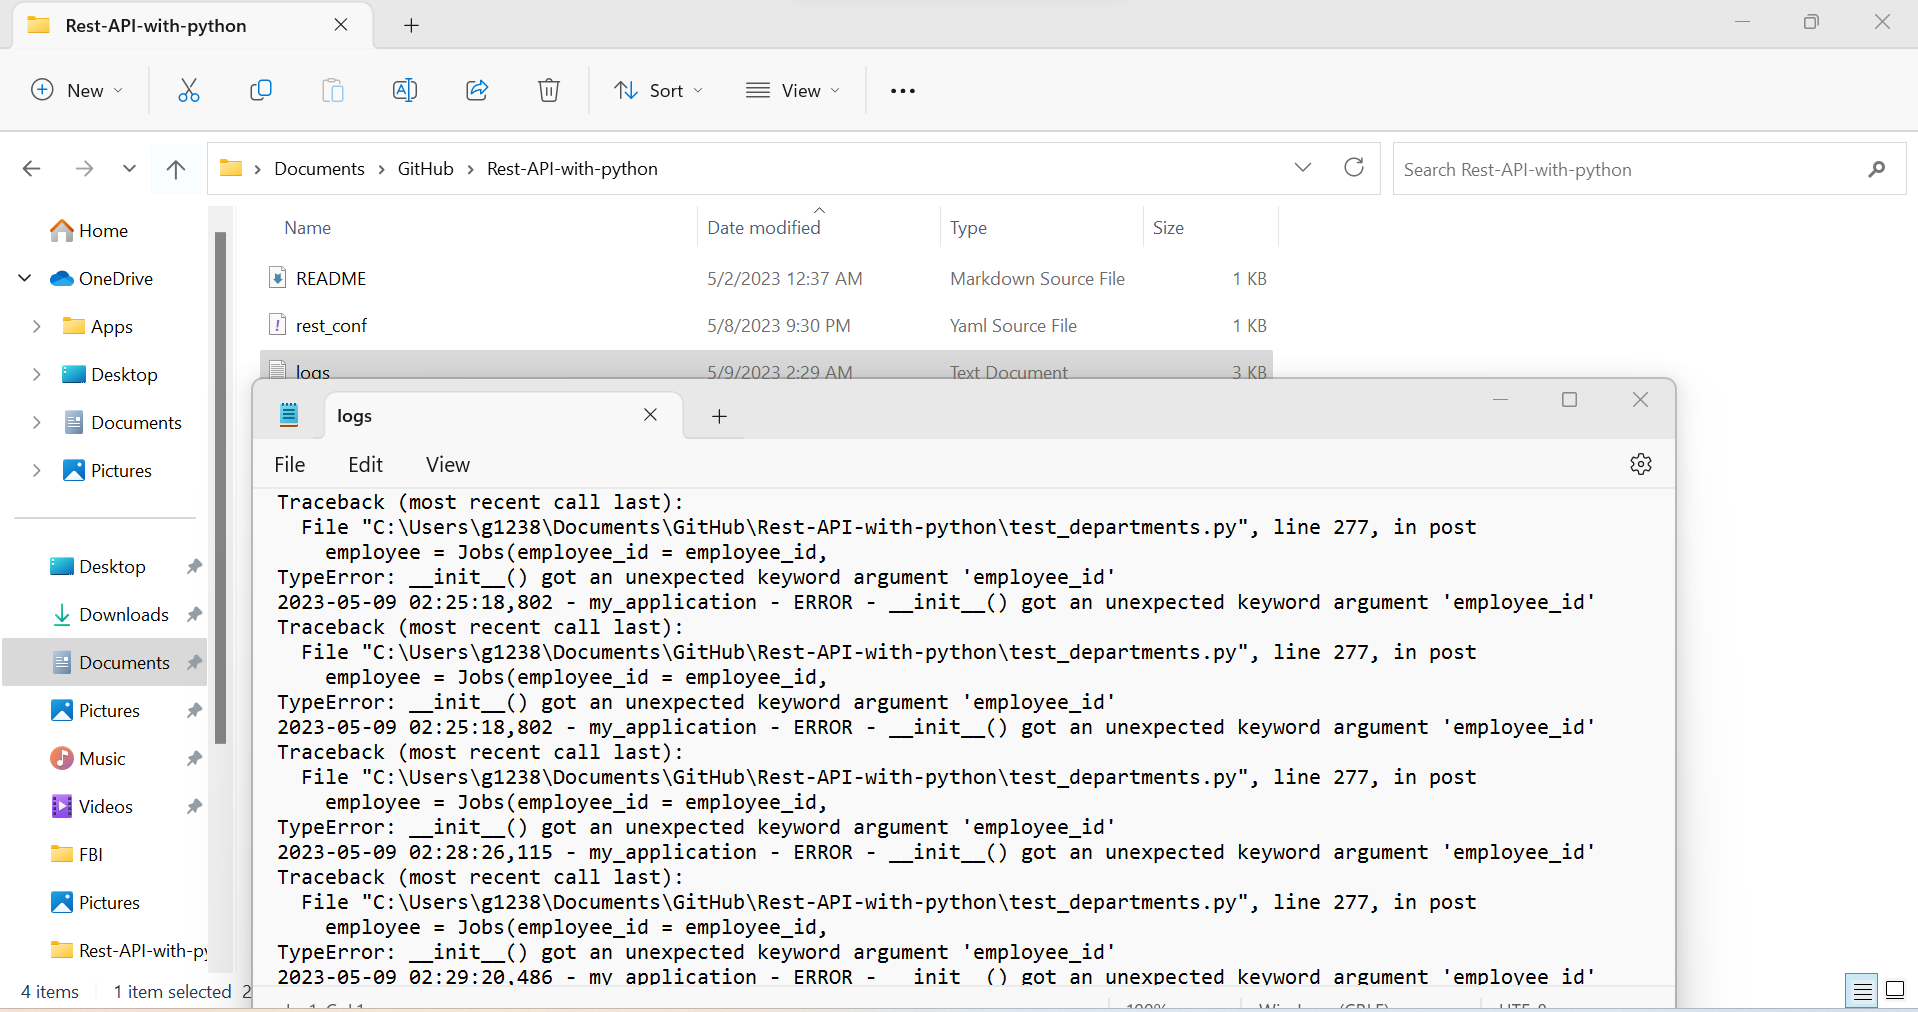 Rest-API-with-python
New
Sort
View
Documents
GitHub
Rest-API-with-python
Search Rest-API-with-python
Home
OneDrive
Apps
Desktop
Documents
Pictures
Desktop
Downloads
Documents
Pictures
Music
Videos
FBI
Pictures
Rest-API-with-py
Name Date modified Type Size
README 5/2/2023 12:37 AM Markdown Source File 1 KB
rest_conf 5/8/2023 9:30 PM Yaml Source File 1 KB
logs 5/9/2023 2:29 AM Text Document 3 KB
logs
File Edit View
Traceback (most recent call last):
File "C:\Users\g1238\Documents\GitHub\Rest-API-with-python\test_departments.py", line 277, in post
employee = Jobs(employee_id = employee_id,
TypeError: __init__() got an unexpected keyword argument 'employee_id'
2023-05-09 02:25:18,802 - my_application - ERROR - __init__() got an unexpected keyword argument 'employee_id'
Traceback (most recent call last):
File "C:\Users\g1238\Documents\GitHub\Rest-API-with-python\test_departments.py", line 277, in post
employee = Jobs(employee_id = employee_id,
TypeError: __init__() got an unexpected keyword argument 'employee_id'
2023-05-09 02:25:18,802 - my_application - ERROR - __init__() got an unexpected keyword argument 'employee_id'
Traceback (most recent call last):
File "C:\Users\g1238\Documents\GitHub\Rest-API-with-python\test_departments.py", line 277, in post
employee = Jobs(employee_id = employee_id,
TypeError: __init__() got an unexpected keyword argument 'employee_id'
2023-05-09 02:28:26,115 - my_application - ERROR - __init__() got an unexpected keyword argument 'employee_id'
Traceback (most recent call last):
File "C:\Users\g1238\Documents\GitHub\Rest-API-with-python\test_departments.py", line 277, in post
employee = Jobs(employee_id = employee_id,
TypeError: __init__() got an unexpected keyword argument 'employee_id'
2023-05-09 02:29:20,486 - my_application - ERROR - __init__() got an unexpected keyword argument 'employee_id'
4 items 1 item selected 2